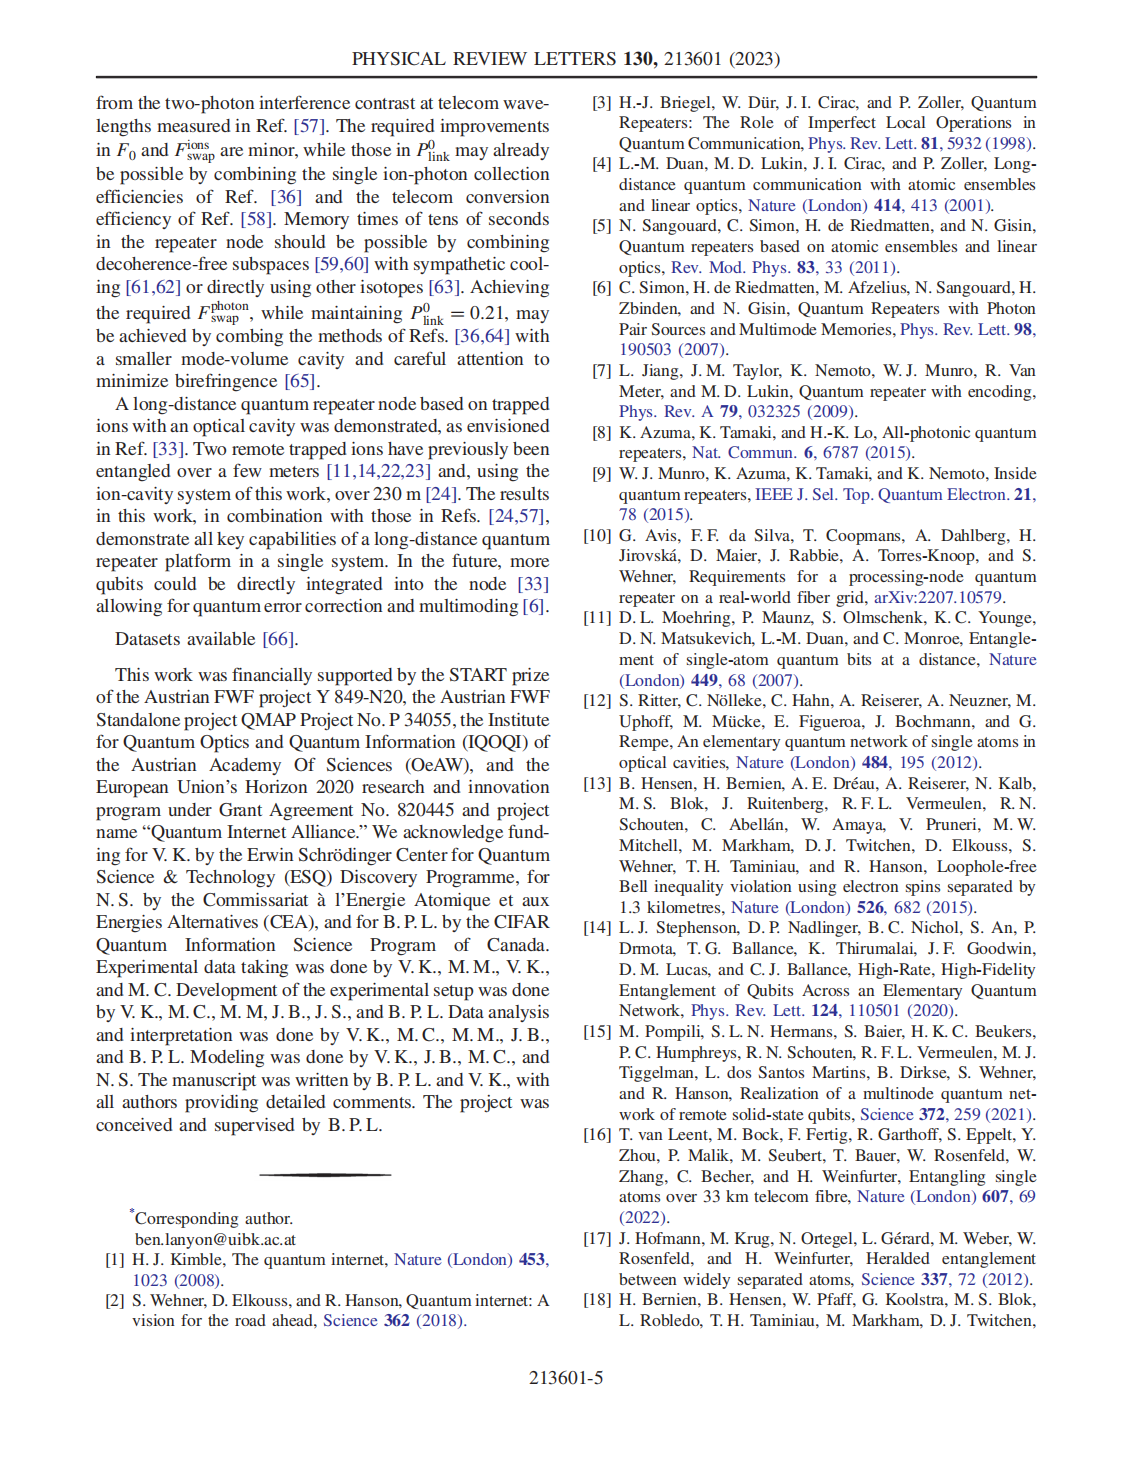 PHYSICAL REVIEW LETTERS 130, 213601 (2023)
from the two-photon interference contrast at telecom wave-
lengths measured in Ref. [57]. The required improvements
in F0 and F^ions_swap are minor, while those in P^0_link may already
be possible by combining the single ion-photon collection
efficiencies of Ref. [36] and the telecom conversion
efficiency of Ref. [58]. Memory times of tens of seconds
in the repeater node should be possible by combining
decoherence-free subspaces [59,60] with sympathetic cool-
ing [61,62] or directly using other isotopes [63]. Achieving
the required F^photon_swap, while maintaining P^0_link = 0.21, may
be achieved by combing the methods of Refs. [36,64] with
a smaller mode-volume cavity and careful attention to
minimize birefringence [65].
A long-distance quantum repeater node based on trapped
ions with an optical cavity was demonstrated, as envisioned
in Ref. [33]. Two remote trapped ions have previously been
entangled over a few meters [11,14,22,23] and, using the
ion-cavity system of this work, over 230 m [24]. The results
in this work, in combination with those in Refs. [24,57],
demonstrate all key capabilities of a long-distance quantum
repeater platform in a single system. In the future, more
qubits could be directly integrated into the node [33]
allowing for quantum error correction and multimoding [6].
Datasets available [66].
This work was financially supported by the START prize
of the Austrian FWF project Y 849-N20, the Austrian FWF
Standalone project QMAP Project No. P 34055, the Institute
for Quantum Optics and Quantum Information (IQOQI) of
the Austrian Academy Of Sciences (OeAW), and the
European Union's Horizon 2020 research and innovation
program under Grant Agreement No. 820445 and project
name “Quantum Internet Alliance.” We acknowledge fund-
ing for V. K. by the Erwin Schrödinger Center for Quantum
Science & Technology (ESQ) Discovery Programme, for
N. S. by the Commissariat à l'Energie Atomique et aux
Energies Alternatives (CEA), and for B. P. L. by the CIFAR
Quantum Information Science Program of Canada.
Experimental data taking was done by V. K., M. M., V. K.,
and M. C. Development of the experimental setup was done
by V. K., M. C., M. M, J. B., J. S., and B. P. L. Data analysis
and interpretation was done by V. K., M. C., M. M., J. B.,
and B. P. L. Modeling was done by V. K., J. B., M. C., and
N. S. The manuscript was written by B. P. L. and V. K., with
all authors providing detailed comments. The project was
conceived and supervised by B. P. L.
*Corresponding author.
ben.lanyon@uibk.ac.at
[1] H. J. Kimble, The quantum internet, Nature (London) 453,
1023 (2008).
[2] S. Wehner, D. Elkouss, and R. Hanson, Quantum internet: A
vision for the road ahead, Science 362 (2018).
[3] H.-J. Briegel, W. Dür, J. I. Cirac, and P. Zoller, Quantum
Repeaters: The Role of Imperfect Local Operations in
Quantum Communication, Phys. Rev. Lett. 81, 5932 (1998).
[4] L.-M. Duan, M. D. Lukin, J. I. Cirac, and P. Zoller, Long-
distance quantum communication with atomic ensembles
and linear optics, Nature (London) 414, 413 (2001).
[5] N. Sangouard, C. Simon, H. de Riedmatten, and N. Gisin,
Quantum repeaters based on atomic ensembles and linear
optics, Rev. Mod. Phys. 83, 33 (2011).
[6] C. Simon, H. de Riedmatten, M. Afzelius, N. Sangouard, H.
Zbinden, and N. Gisin, Quantum Repeaters with Photon
Pair Sources and Multimode Memories, Phys. Rev. Lett. 98,
190503 (2007).
[7] L. Jiang, J. M. Taylor, K. Nemoto, W. J. Munro, R. Van
Meter, and M. D. Lukin, Quantum repeater with encoding,
Phys. Rev. A 79, 032325 (2009).
[8] K. Azuma, K. Tamaki, and H.-K. Lo, All-photonic quantum
repeaters, Nat. Commun. 6, 6787 (2015).
[9] W. J. Munro, K. Azuma, K. Tamaki, and K. Nemoto, Inside
quantum repeaters, IEEE J. Sel. Top. Quantum Electron. 21,
78 (2015).
[10] G. Avis, F. F. da Silva, T. Coopmans, A. Dahlberg, H.
Jirovská, D. Maier, J. Rabbie, A. Torres-Knoop, and S.
Wehner, Requirements for a processing-node quantum
repeater on a real-world fiber grid, arXiv:2207.10579.
[11] D. L. Moehring, P. Maunz, S. Olmschenk, K. C. Younge,
D. N. Matsukevich, L.-M. Duan, and C. Monroe, Entangle-
ment of single-atom quantum bits at a distance, Nature
(London) 449, 68 (2007).
[12] S. Ritter, C. Nölleke, C. Hahn, A. Reiserer, A. Neuzner, M.
Uphoff, M. Mücke, E. Figueroa, J. Bochmann, and G.
Rempe, An elementary quantum network of single atoms in
optical cavities, Nature (London) 484, 195 (2012).
[13] B. Hensen, H. Bernien, A. E. Dréau, A. Reiserer, N. Kalb,
M. S. Blok, J. Ruitenberg, R. F. L. Vermeulen, R. N.
Schouten, C. Abellán, W. Amaya, V. Pruneri, M. W.
Mitchell, M. Markham, D. J. Twitchen, D. Elkouss, S.
Wehner, T. H. Taminiau, and R. Hanson, Loophole-free
Bell inequality violation using electron spins separated by
1.3 kilometres, Nature (London) 526, 682 (2015).
[14] L. J. Stephenson, D. P. Nadlinger, B. C. Nichol, S. An, P.
Drmota, T. G. Ballance, K. Thirumalai, J. F. Goodwin,
D. M. Lucas, and C. J. Ballance, High-Rate, High-Fidelity
Entanglement of Qubits Across an Elementary Quantum
Network, Phys. Rev. Lett. 124, 110501 (2020).
[15] M. Pompili, S. L. N. Hermans, S. Baier, H. K. C. Beukers,
P. C. Humphreys, R. N. Schouten, R. F. L. Vermeulen, M. J.
Tiggelman, L. dos Santos Martins, B. Dirkse, S. Wehner,
and R. Hanson, Realization of a multinode quantum net-
work of remote solid-state qubits, Science 372, 259 (2021).
[16] T. van Leent, M. Bock, F. Fertig, R. Garthoff, S. Eppelt, Y.
Zhou, P. Malik, M. Seubert, T. Bauer, W. Rosenfeld, W.
Zhang, C. Becher, and H. Weinfurter, Entangling single
atoms over 33 km telecom fibre, Nature (London) 607, 69
(2022).
[17] J. Hofmann, M. Krug, N. Ortegel, L. Gérard, M. Weber, W.
Rosenfeld, and H. Weinfurter, Heralded entanglement
between widely separated atoms, Science 337, 72 (2012).
[18] H. Bernien, B. Hensen, W. Pfaff, G. Koolstra, M. S. Blok,
L. Robledo, T. H. Taminiau, M. Markham, D. J. Twitchen,
213601-5